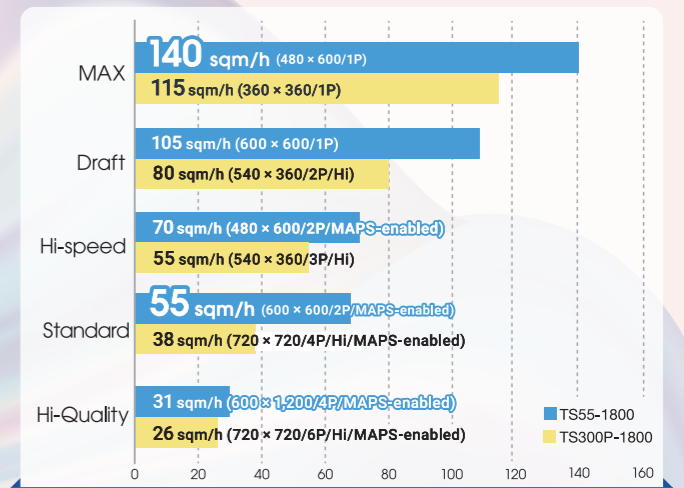 MAX
140 sqm/h (480 × 600/1P)
115 sqm/h (360 × 360/1P)
Draft
105 sqm/h (600 × 600/1P)
80 sqm/h (540 × 360/2P/Hi)
Hi-speed
70 sqm/h (480 × 600/2P/MAPS-enabled)
55 sqm/h (540 × 360/3P/Hi)
Standard
55 sqm/h (600 × 600/2P/MAPS-enabled)
38 sqm/h (720 × 720/4P/Hi/MAPS-enabled)
Hi-Quality
31 sqm/h (600 × 1,200/4P/MAPS-enabled)
26 sqm/h (720 × 720/6P/Hi/MAPS-enabled)
TS55-1800
TS300P-1800
0 20 40 60 80 100 120 140 160